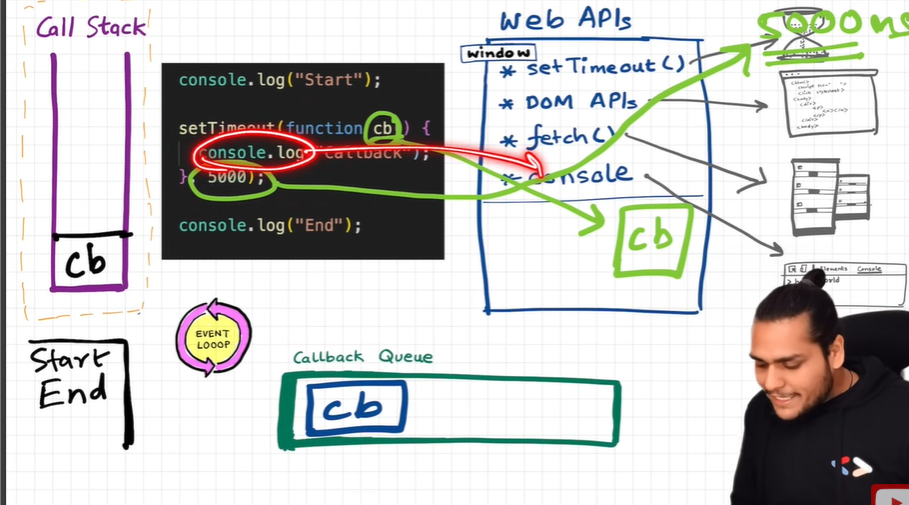 Call Stack
cb
Start
End
console.log("Start");
setTimeout(function cb() {
console.log("Callback");
}, 5000);
console.log("End");
EVENT
LOOOP
Callback Queue
cb
Web APIs
window
* setTimeout()
* DOM APIs
* fetch()
* console
cb
5000ms
Elements Console